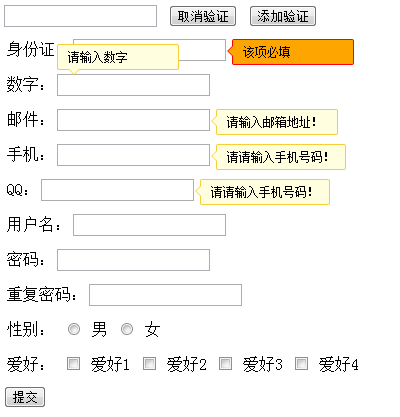 取消验证 添加验证
身份证 该项必填
请输入数字
数字：
邮件： 请输入邮箱地址！
手机： 请请输入手机号码！
QQ： 请请输入手机号码！
用户名：
密码：
重复密码：
性别： 男 女
爱好： 爱好1 爱好2 爱好3 爱好4
提交